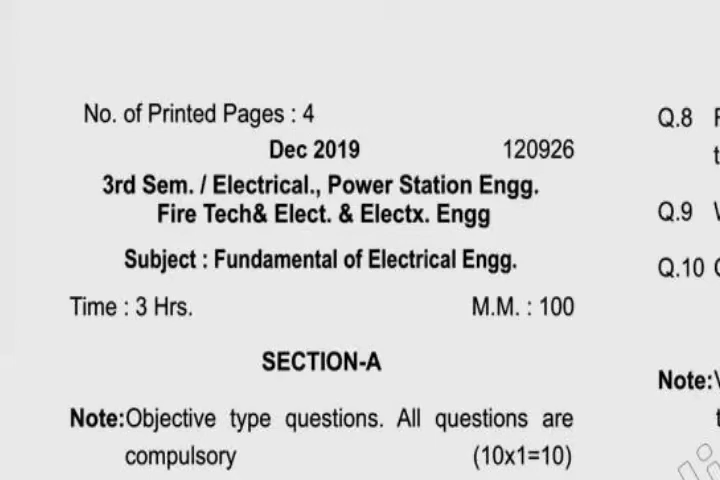 No. of Printed Pages : 4
Dec 2019 120926
3rd Sem. / Electrical., Power Station Engg.
Fire Tech& Elect. & Electx. Engg
Subject : Fundamental of Electrical Engg.
Time : 3 Hrs. M.M. : 100
SECTION-A
Note:Objective type questions. All questions are
compulsory (10x1=10)
Q.8
Q.9
Q.10
Note: